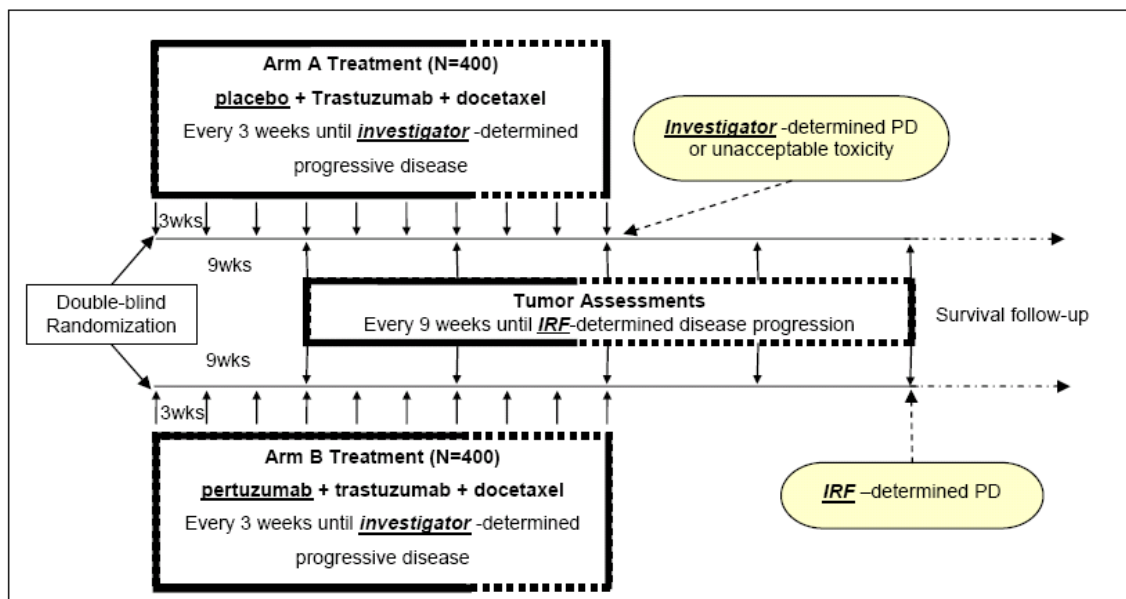 Arm A Treatment (N=400)
placebo + Trastuzumab + docetaxel
Every 3 weeks until investigator -determined
progressive disease
Investigator -determined PD
or unacceptable toxicity
3wks
9wks
Double-blind
Randomization
Tumor Assessments
Every 9 weeks until IRF-determined disease progression
Survival follow-up
9wks
3wks
Arm B Treatment (N=400)
pertuzumab + trastuzumab + docetaxel
Every 3 weeks until investigator -determined
progressive disease
IRF –determined PD